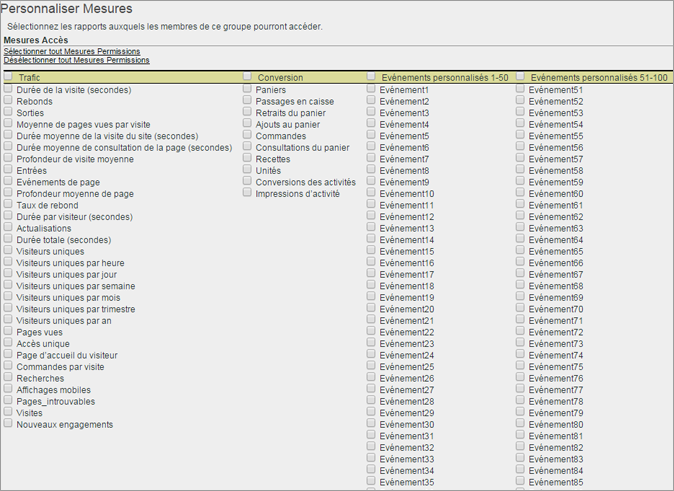 Personnaliser Mesures
Sélectionnez les rapports auxquels les membres de ce groupe pourront accéder.
Mesures Accès
Sélectionner tout Mesures Permissions
Désélectionner tout Mesures Permissions
Trafic Conversion Evénements personnalisés 1-50 Evénements personnalisés 51-100
Durée de la visite (secondes) Paniers Evénement1 Evénement51
Rebonds Passages en caisse Evénement2 Evénement52
Sorties Retraits du panier Evénement3 Evénement53
Moyenne de pages vues par visite Ajouts au panier Evénement4 Evénement54
Durée moyenne de la visite du site (secondes) Commandes Evénement5 Evénement55
Durée moyenne de consultation de la page (secondes) Consultations du panier Evénement6 Evénement56
Profondeur de visite moyenne Recettes Evénement7 Evénement57
Entrées Unités Evénement8 Evénement58
Evénements de page Conversions des activités Evénement9 Evénement59
Profondeur moyenne de page Impressions d'activité Evénement10 Evénement60
Taux de rebond Evénement11 Evénement61
Durée par visiteur (secondes) Evénement12 Evénement62
Actualisations Evénement13 Evénement63
Durée totale (secondes) Evénement14 Evénement64
Visiteurs uniques Evénement15 Evénement65
Visiteurs uniques par heure Evénement16 Evénement66
Visiteurs uniques par jour Evénement17 Evénement67
Visiteurs uniques par semaine Evénement18 Evénement68
Visiteurs uniques par mois Evénement19 Evénement69
Visiteurs uniques par trimestre Evénement20 Evénement70
Visiteurs uniques par an Evénement21 Evénement71
Pages vues Evénement22 Evénement72
Accès unique Evénement23 Evénement73
Page d'accueil du visiteur Evénement24 Evénement74
Commandes par visite Evénement25 Evénement75
Recherches Evénement26 Evénement76
Affichages mobiles Evénement27 Evénement77
Pages_introuvables Evénement28 Evénement78
Visites Evénement29 Evénement79
Nouveaux engagements Evénement30 Evénement80
Evénement31 Evénement81
Evénement32 Evénement82
Evénement33 Evénement83
Evénement34 Evénement84
Evénement35 Evénement85